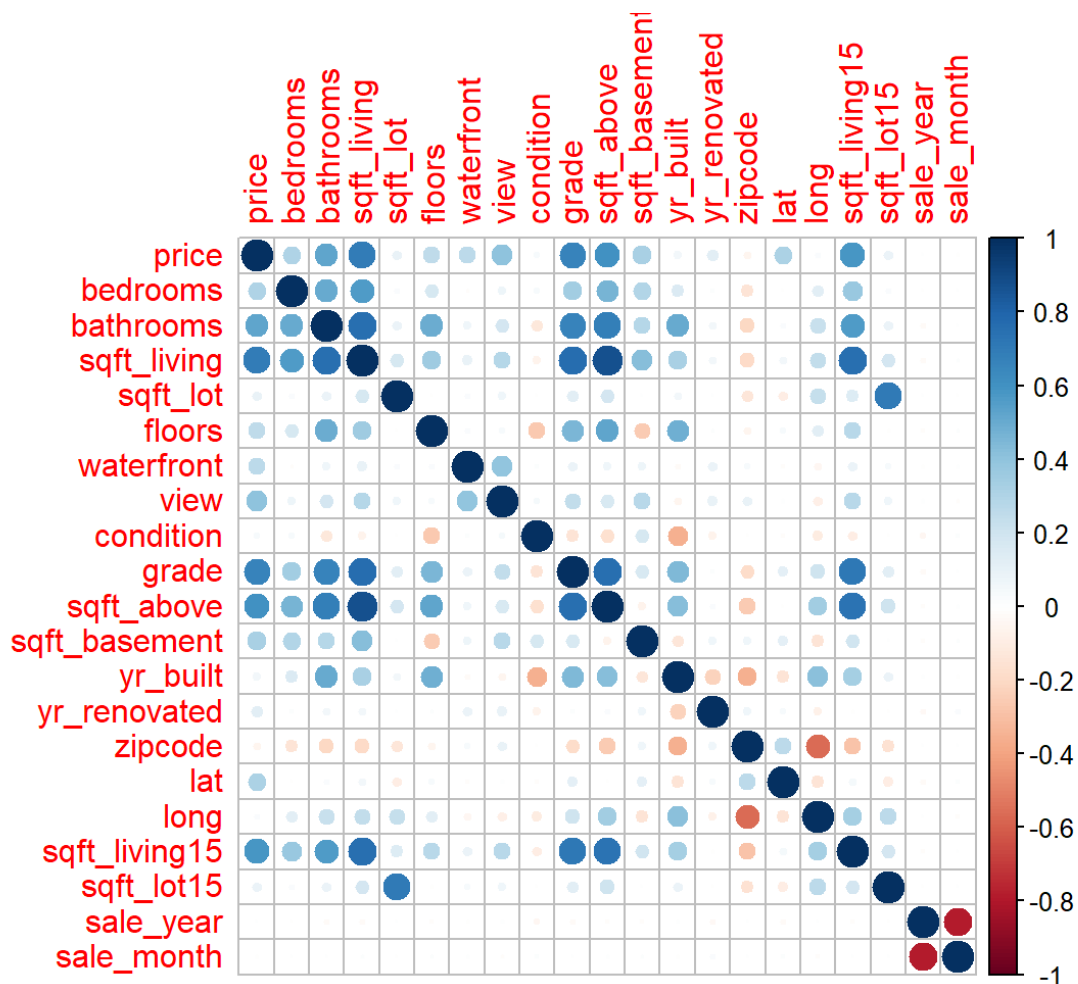 price
bedrooms
bathrooms
sqft_living
sqft_lot
floors
waterfront
view
condition
grade
sqft_above
sqft_basement
yr_built
yr_renovated
zipcode
lat
long
sqft_living15
sqft_lot15
sale_year
sale_month
price
bedrooms
bathrooms
sqft_living
sqft_lot
floors
waterfront
view
condition
grade
sqft_above
sqft_basement
yr_built
yr_renovated
zipcode
lat
long
sqft_living15
sqft_lot15
sale_year
sale_month
1
0.8
0.6
0.4
0.2
0
-0.2
-0.4
-0.6
-0.8
-1